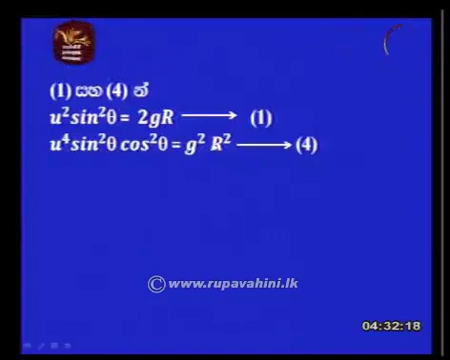 (1) සහ (4) න්
u²sin²θ = 2gR ⟶ (1)
u⁴sin²θ cos²θ = g² R² ⟶ (4)
© www.rupavahini.lk
04:32:18